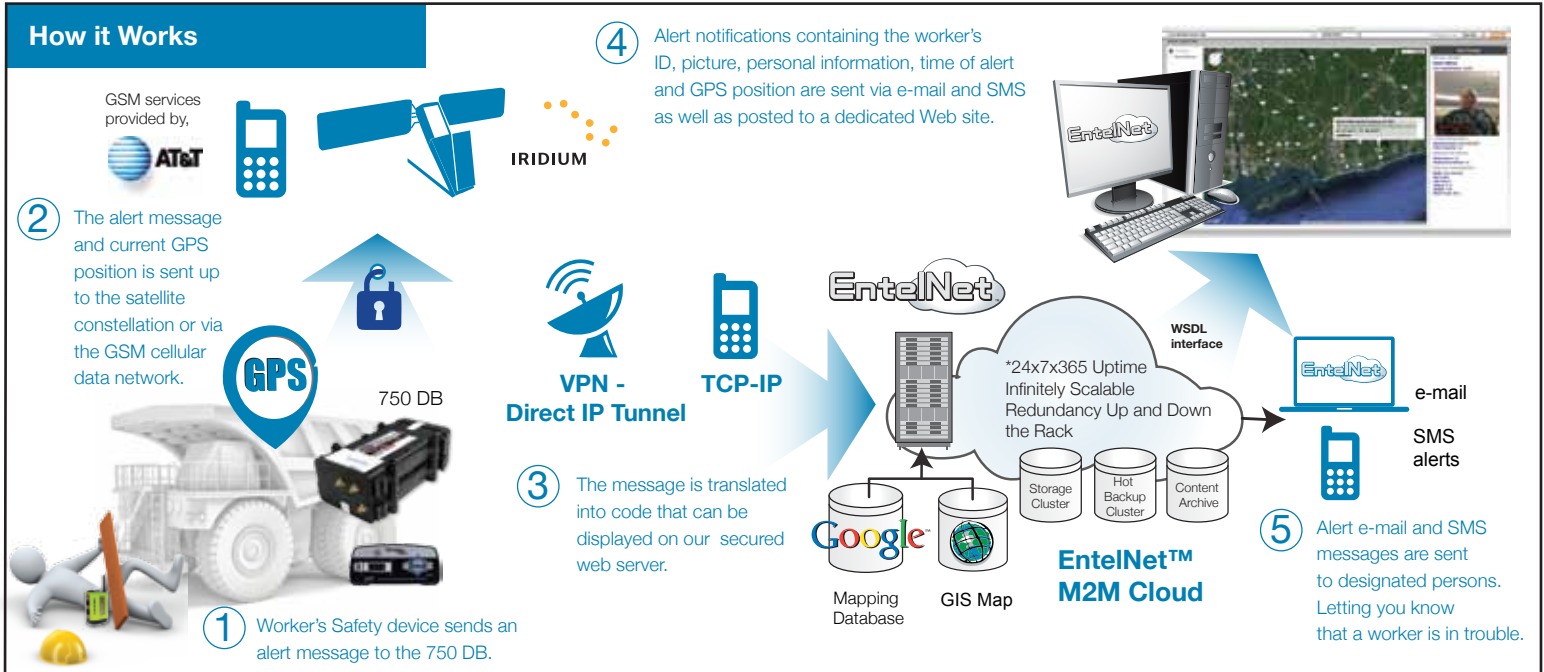 How it Works
GSM services
provided by,
AT&T
IRIDIUM
2
The alert message
and current GPS
position is sent up
to the satellite
constellation or via
the GSM cellular
data network.
GPS
750 DB
1
Worker's Safety device sends an
alert message to the 750 DB.
VPN -
Direct IP Tunnel
TCP-IP
3
The message is translated
into code that can be
displayed on our secured
web server.
4
Alert notifications containing the worker's
ID, picture, personal information, time of alert
and GPS position are sent via e-mail and SMS
as well as posted to a dedicated Web site.
EntelNet
EntelNet
*24x7x365 Uptime
Infinitely Scalable
Redundancy Up and Down
the Rack
Storage
Cluster
Hot
Backup
Cluster
Content
Archive
Google™
Mapping
Database
GIS Map
EntelNet™
M2M Cloud
WSDL
interface
EntelNet
e-mail
SMS
alerts
5
Alert e-mail and SMS
messages are sent
to designated persons.
Letting you know
that a worker is in trouble.